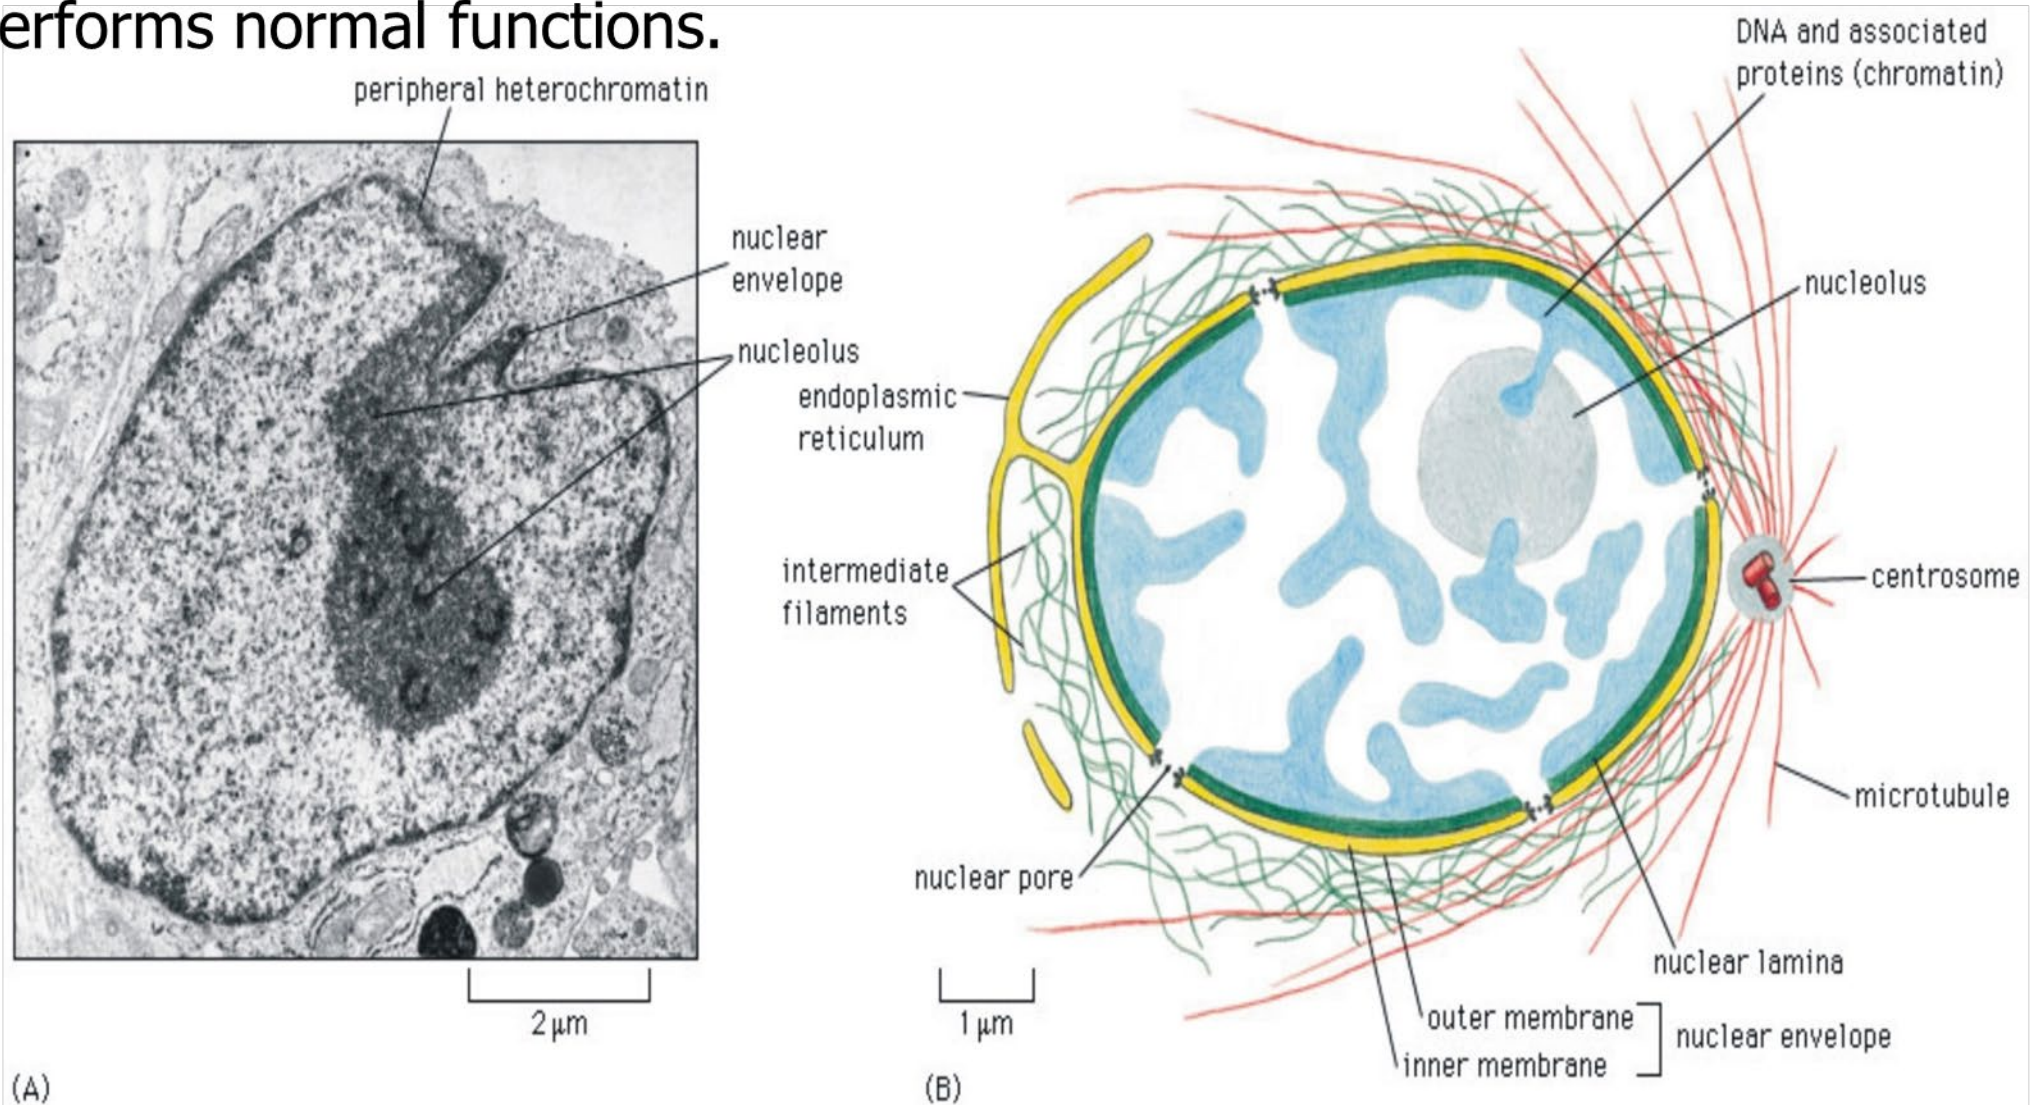 erforms normal functions.
peripheral heterochromatin
nuclear
envelope
nucleolus
2 μm
(A)
DNA and associated
proteins (chromatin)
nucleolus
endoplasmic
reticulum
intermediate
filaments
centrosome
microtubule
nuclear pore
nuclear lamina
1 μm
outer membrane
inner membrane
nuclear envelope
(B)